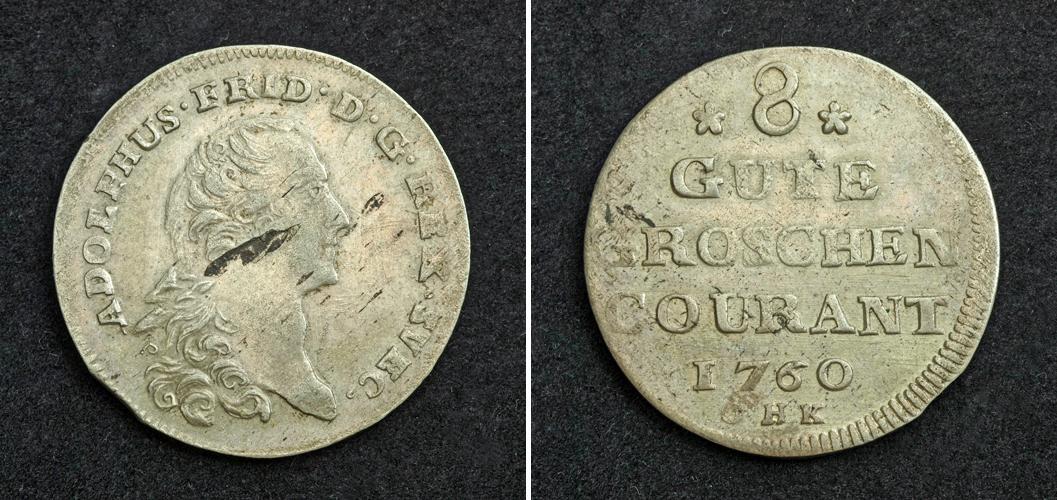 ADOLPHUS·FRID·D·G·REX·SVEC·
8
GUTE
GROSCHEN
COURANT
1760
HK